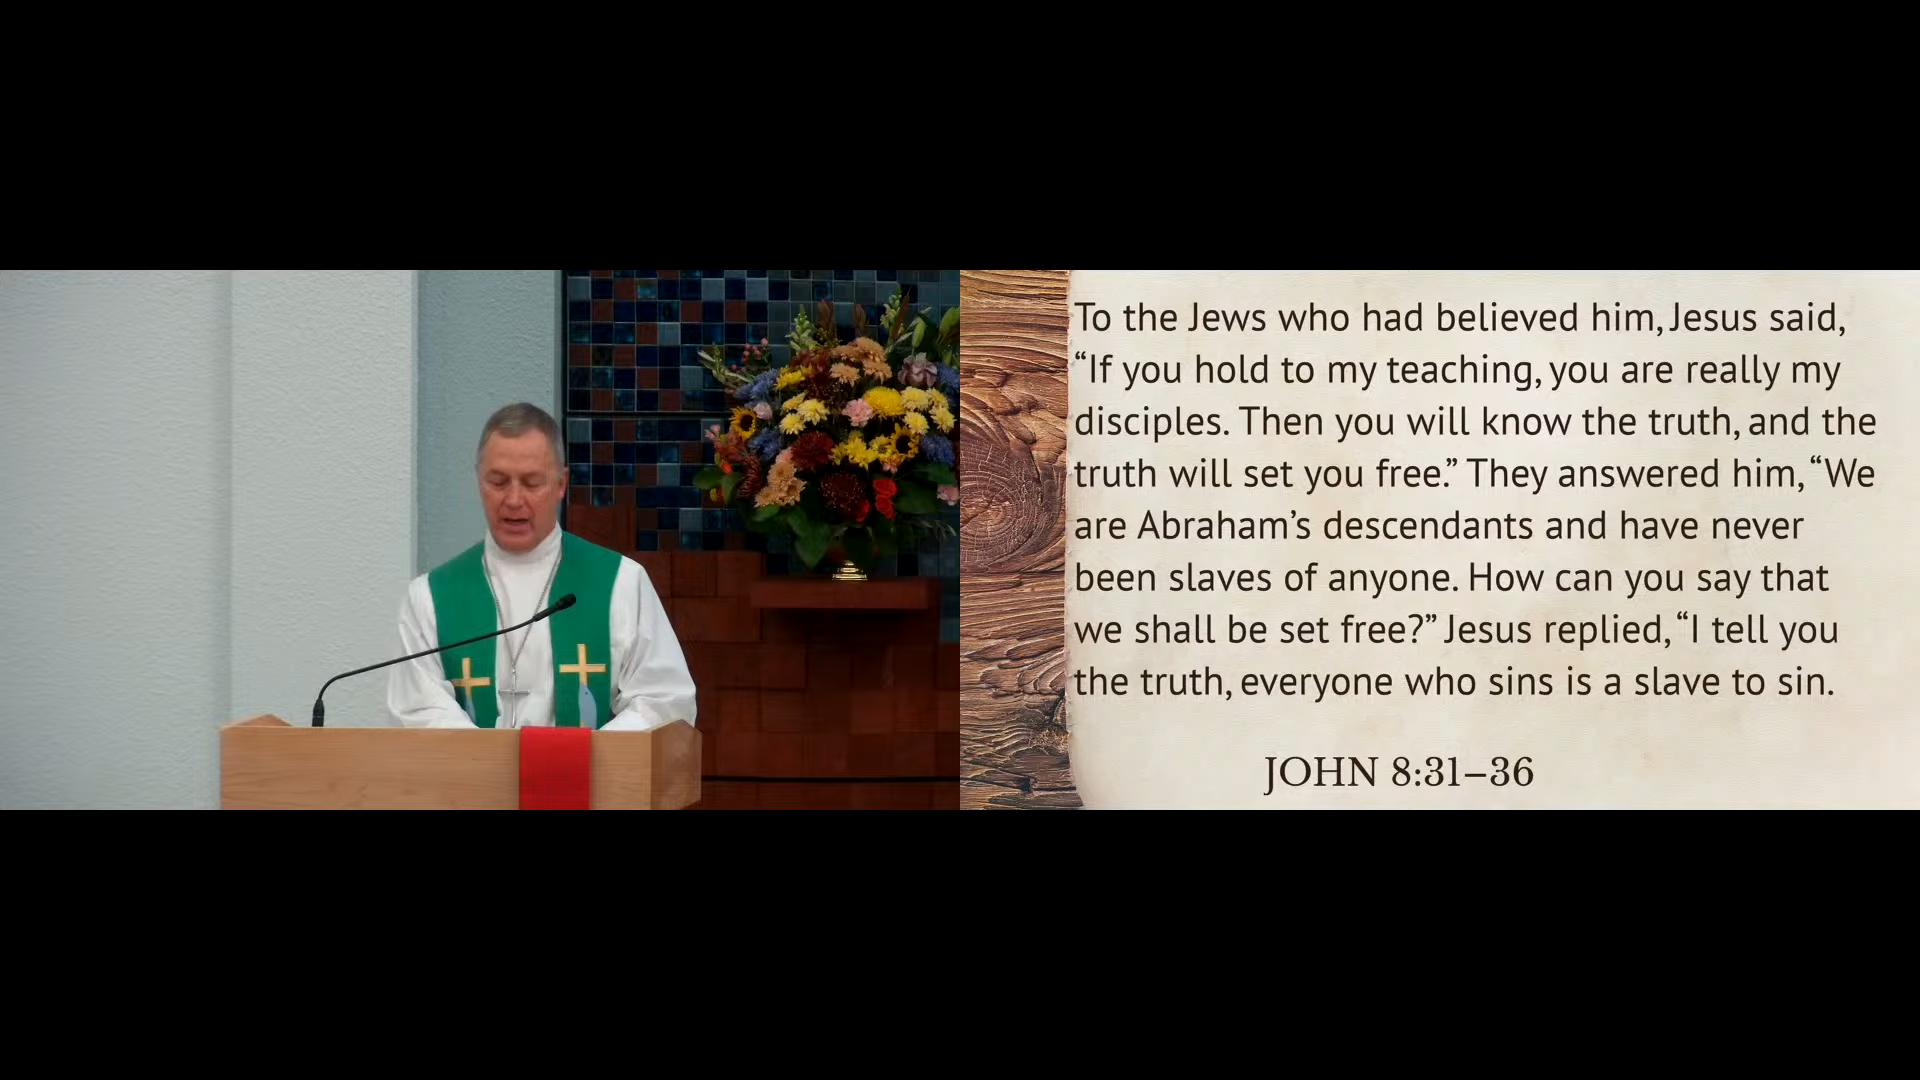 To the Jews who had believed him, Jesus said,
“If you hold to my teaching, you are really my
disciples. Then you will know the truth, and the
truth will set you free.” They answered him, “We
are Abraham’s descendants and have never
been slaves of anyone. How can you say that
we shall be set free?” Jesus replied, “I tell you
the truth, everyone who sins is a slave to sin.
JOHN 8:31–36